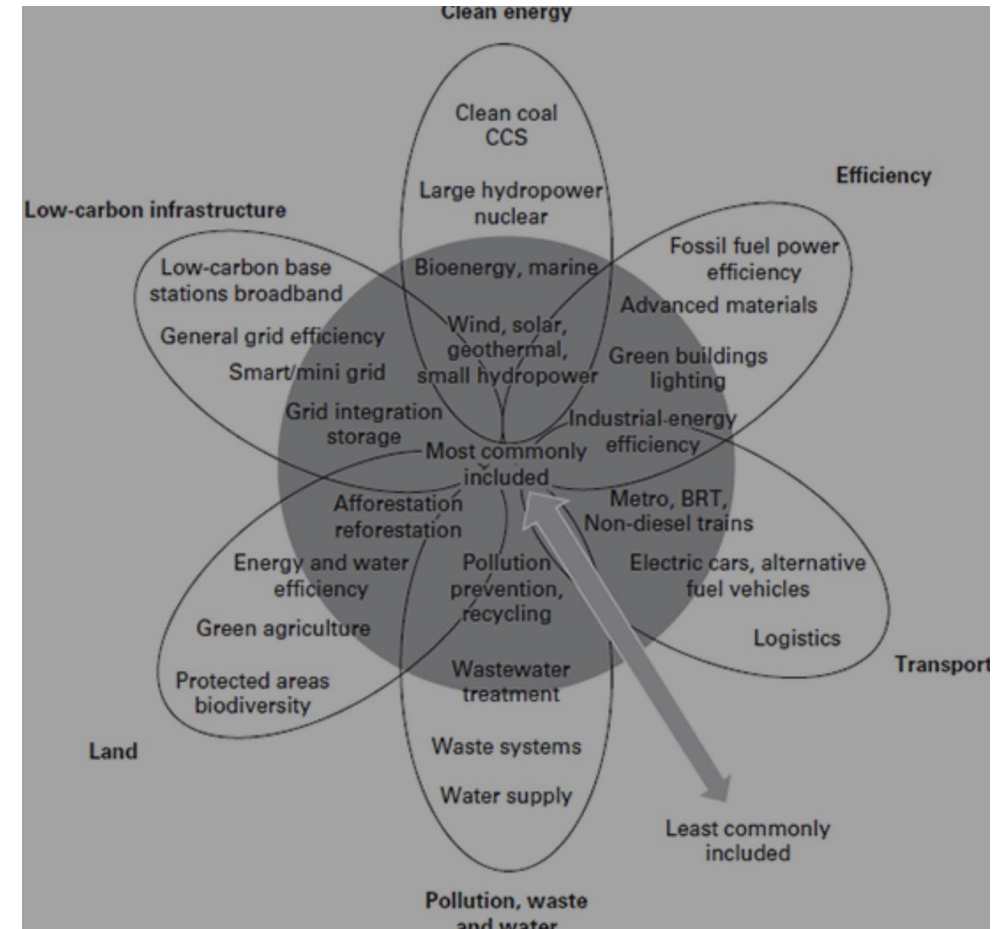 Clean energy
Clean coal
CCS
Large hydropower
nuclear
Bioenergy, marine
Wind, solar,
geothermal,
small hydropower
Efficiency
Fossil fuel power
efficiency
Advanced materials
Green buildings
lighting
Industrial-energy
efficiency
Low-carbon infrastructure
Low-carbon base
stations broadband
General grid efficiency
Smart/mini grid
Grid integration
storage
Most commonly
included
Afforestation
reforestation
Energy and water
efficiency
Green agriculture
Protected areas
biodiversity
Land
Pollution
prevention,
recycling
Wastewater
treatment
Waste systems
Water supply
Pollution, waste
and water
Metro, BRT,
Non-diesel trains
Electric cars, alternative
fuel vehicles
Logistics
Transport
Least commonly
included